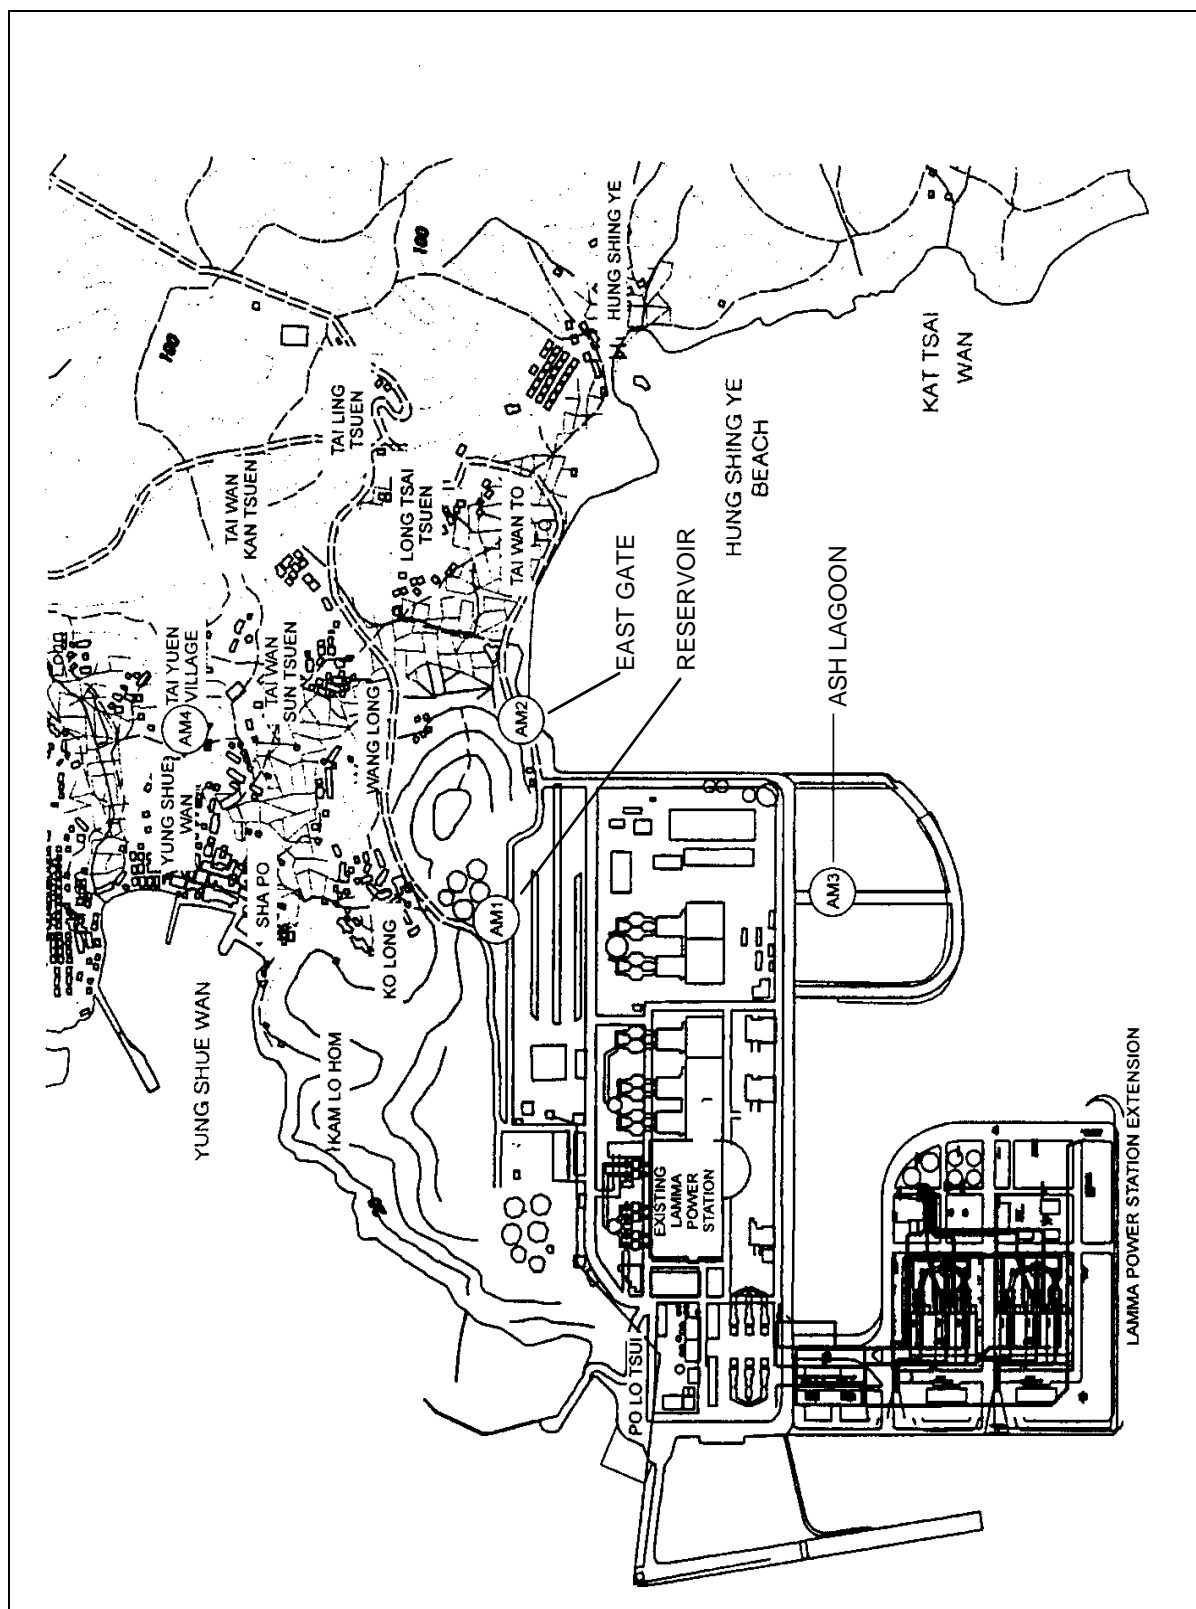 100
100
HUNG SHING YE
KAT TSAI
WAN
TAI LING
TSUEN
TAI WAN
KAN TSUEN
LONG TSAI
TSUEN
TAI WAN TO
HUNG SHING YE
BEACH
TAI YUEN
VILLAGE
TAI WAN
SUN TSUEN
EAST GATE
RESERVOIR
ASH LAGOON
AM4
WANG LONG
AM2
YUNG SHUE
WAN
SHA PO
KO LONG
AM1
AM3
YUNG SHUE WAN
KAM LO HOM
EXISTING
LAMMA
POWER
STATION
PO LO TSUI
LAMMA POWER STATION EXTENSION